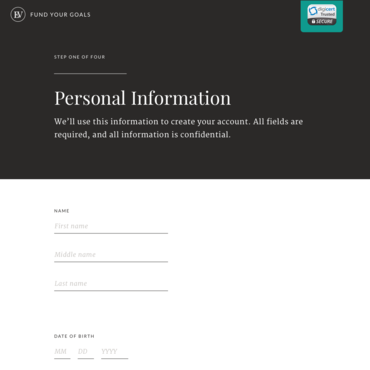 BV FUND YOUR GOALS
digicert
Trusted
SECURE
STEP ONE OF FOUR
Personal Information
We’ll use this information to create your account. All fields are
required, and all information is confidential.
NAME
First name
Middle name
Last name
DATE OF BIRTH
MM DD YYYY